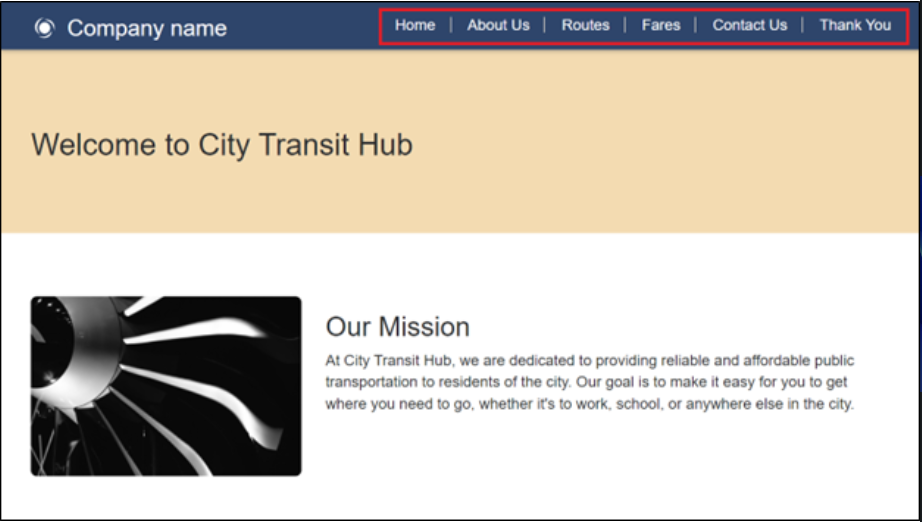 Company name
Home | About Us | Routes | Fares | Contact Us | Thank You
Welcome to City Transit Hub
Our Mission
At City Transit Hub, we are dedicated to providing reliable and affordable public
transportation to residents of the city. Our goal is to make it easy for you to get
where you need to go, whether it's to work, school, or anywhere else in the city.